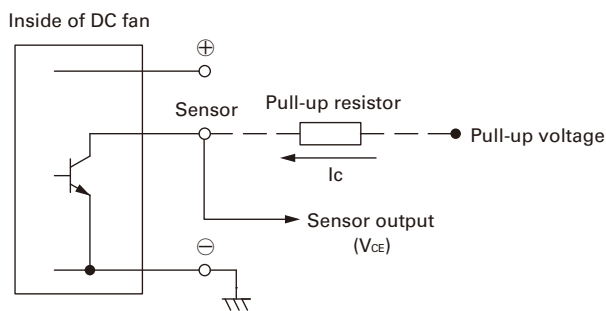 Inside of DC fan
⊕
Sensor
Pull-up resistor
Pull-up voltage
Ic
Sensor output
(VCE)
⊖